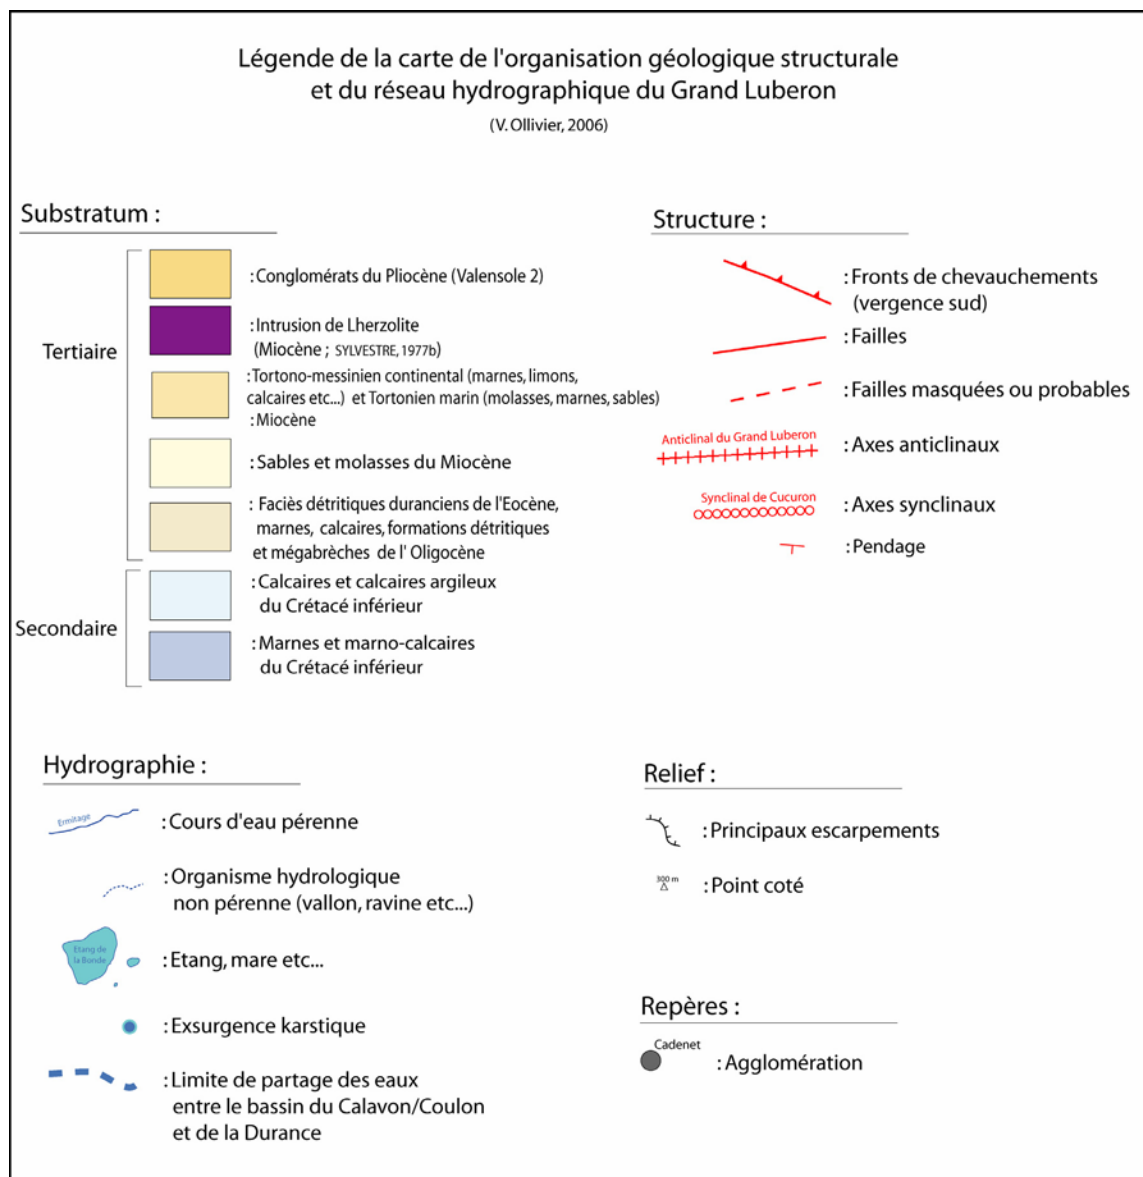 Légende de la carte de l'organisation géologique structurale
et du réseau hydrographique du Grand Luberon
(V. Ollivier, 2006)
Substratum :
Tertiaire
: Conglomérats du Pliocène (Valensole 2)
: Intrusion de Lherzolite
(Miocène ; SYLVESTRE, 1977b)
: Tortono-messinien continental (marnes, limons,
calcaires etc...) et Tortonien marin (molasses, marnes, sables)
: Miocène
: Sables et molasses du Miocène
: Faciès détritiques duranciens de l'Eocène,
marnes, calcaires, formations détritiques
et mégabrèches de l' Oligocène
Secondaire
: Calcaires et calcaires argileux
du Crétacé inférieur
: Marnes et marno-calcaires
du Crétacé inférieur
Structure :
: Fronts de chevauchements
(vergence sud)
: Failles
: Failles masquées ou probables
Anticlinal du Grand Luberon
: Axes anticlinaux
Synclinal de Cucuron
: Axes synclinaux
: Pendage
Hydrographie :
Ermitage
: Cours d'eau pérenne
: Organisme hydrologique
non pérenne (vallon, ravine etc...)
Etang de
la Bonde
: Etang, mare etc...
: Exsurgence karstique
: Limite de partage des eaux
entre le bassin du Calavon/Coulon
et de la Durance
Relief :
: Principaux escarpements
300 m
: Point coté
Repères :
Cadenet
: Agglomération